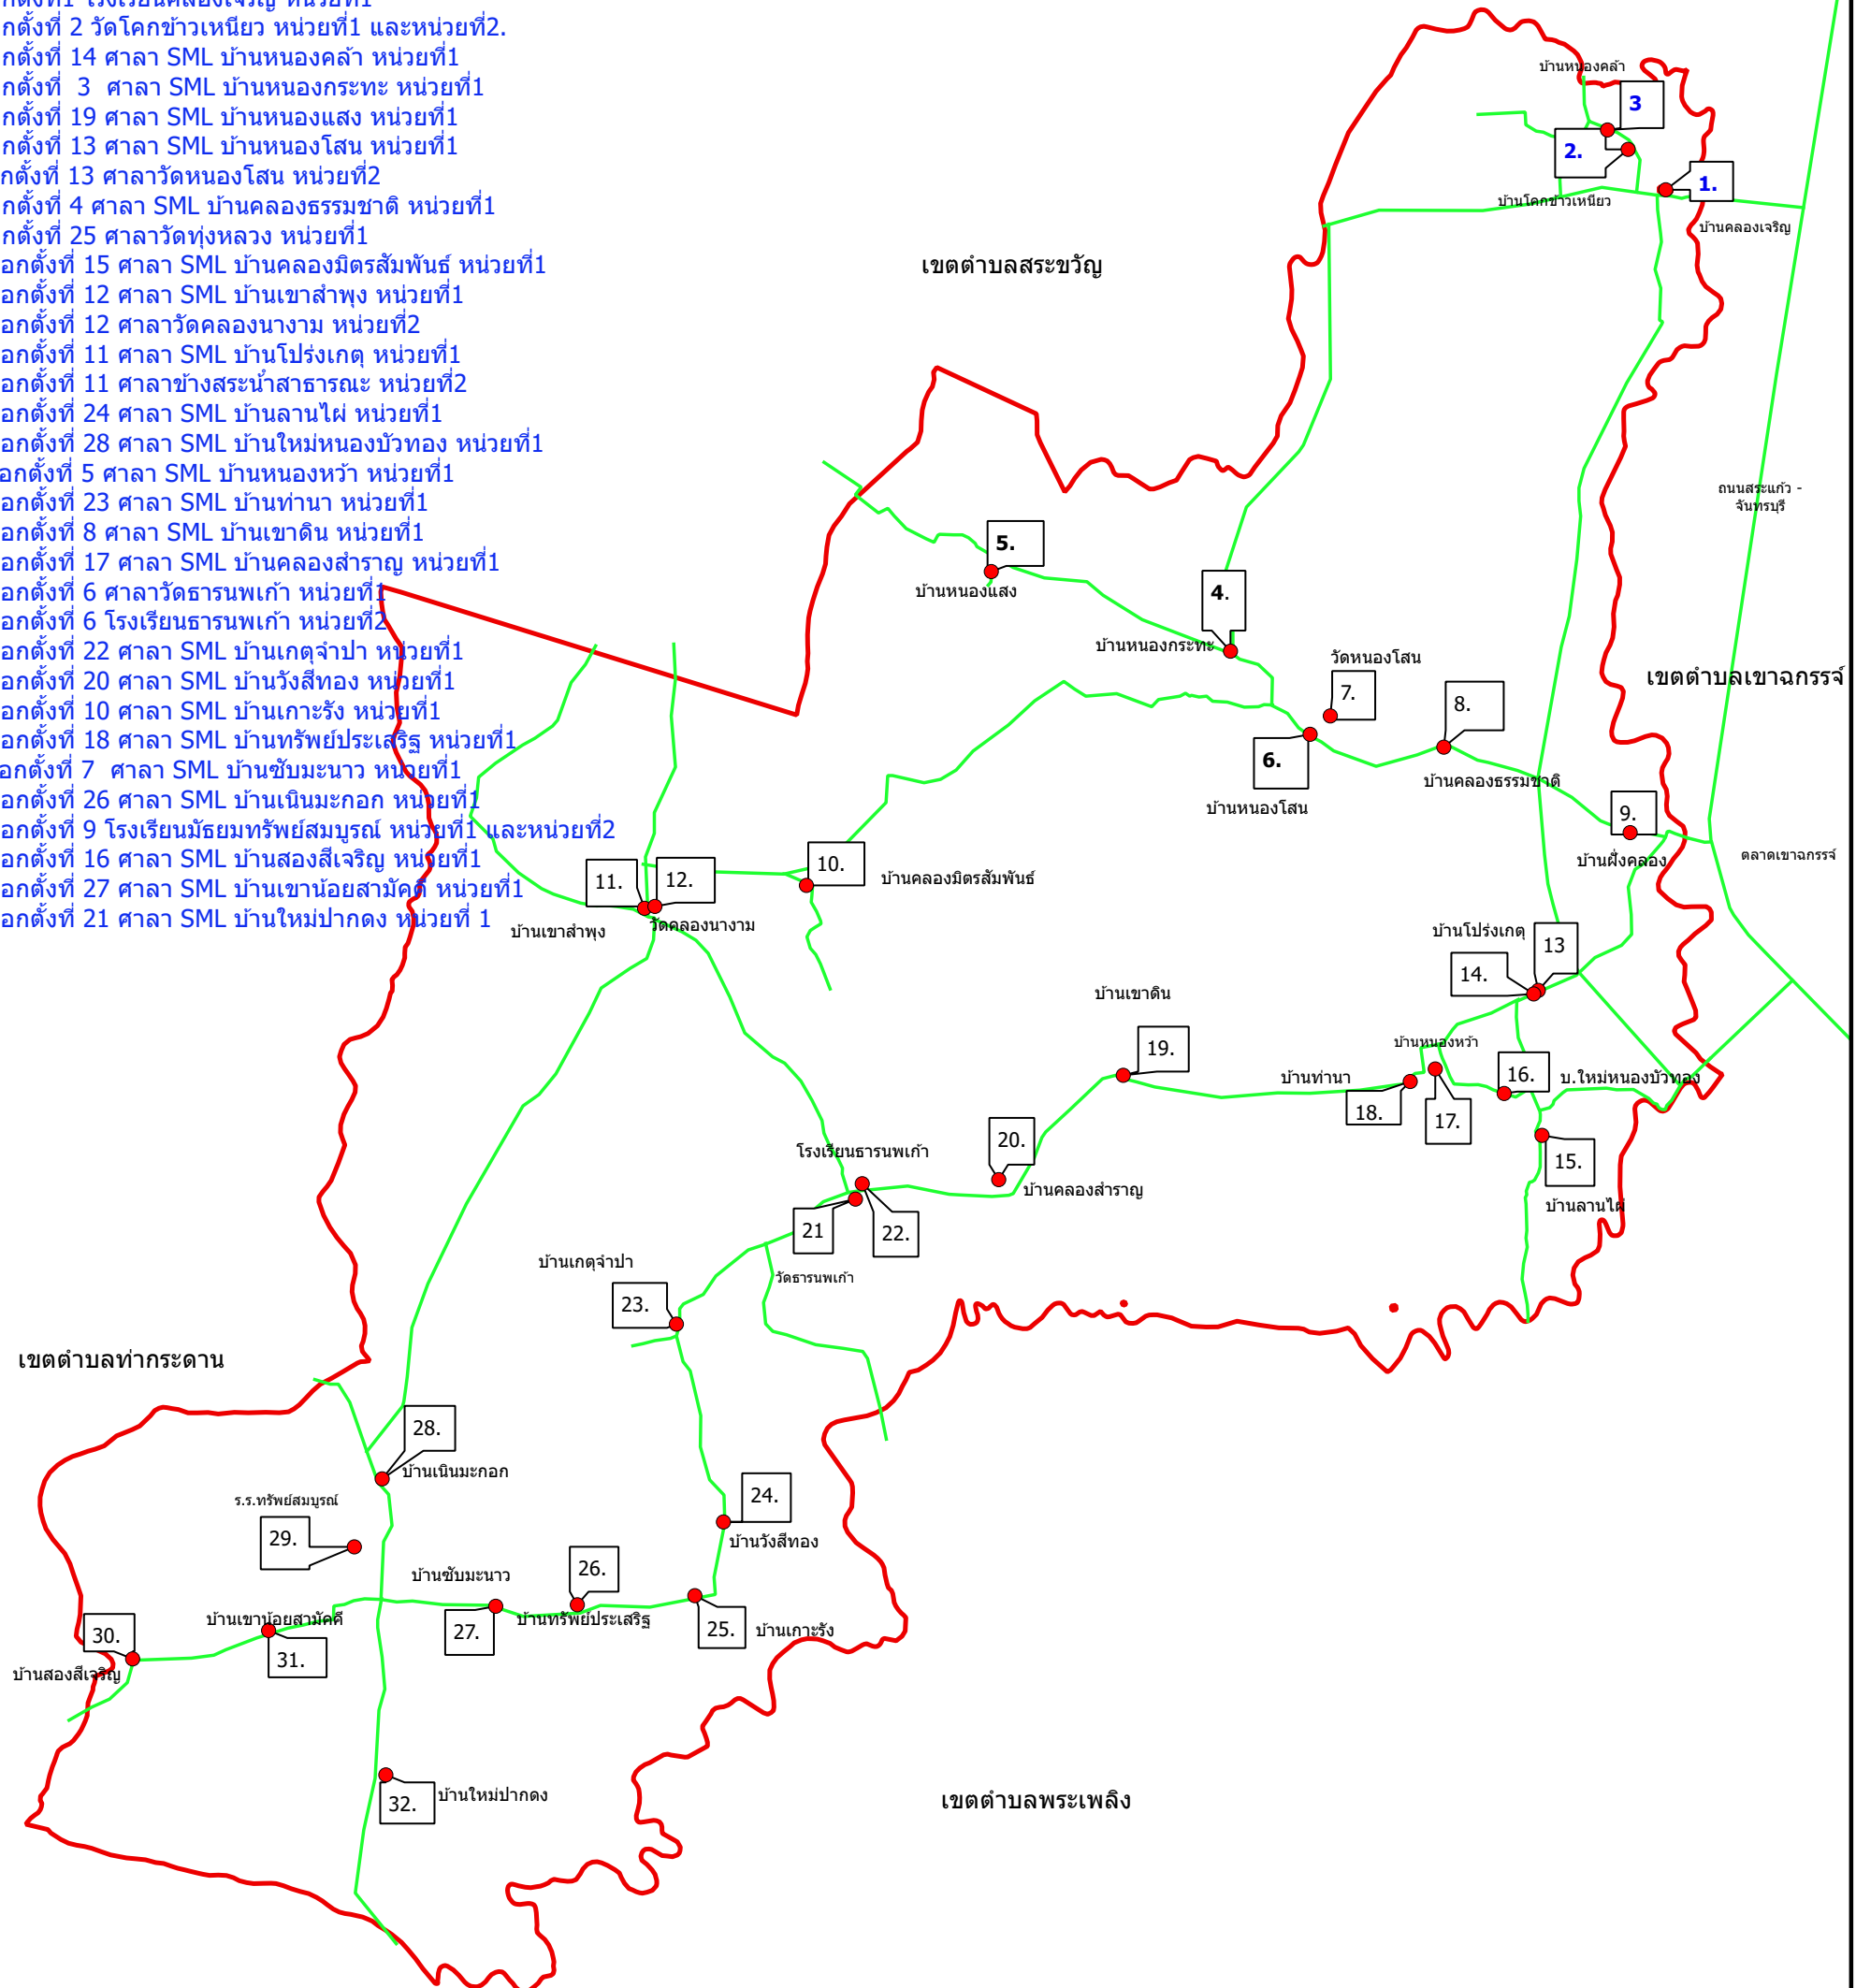 กตั้งที่1 โรงเรียนคลองเจริญ หน่วยที่1
กตั้งที่ 2 วัดโคกข้าวเหนียว หน่วยที่1 และหน่วยที่2.
กตั้งที่ 14 ศาลา SML บ้านหนองคล้า หน่วยที่1
กตั้งที่ 3 ศาลา SML บ้านหนองกระทะ หน่วยที่1
กตั้งที่ 19 ศาลา SML บ้านหนองแสง หน่วยที่1
กตั้งที่ 13 ศาลา SML บ้านหนองโสน หน่วยที่1
กตั้งที่ 13 ศาลาวัดหนองโสน หน่วยที่2
กตั้งที่ 4 ศาลา SML บ้านคลองธรรมชาติ หน่วยที่1
กตั้งที่ 25 ศาลาวัดทุ่งหลวง หน่วยที่1
อกตั้งที่ 15 ศาลา SML บ้านคลองมิตรสัมพันธ์ หน่วยที่1
อกตั้งที่ 12 ศาลา SML บ้านเขาสำพุง หน่วยที่1
อกตั้งที่ 12 ศาลาวัดคลองนางาม หน่วยที่2
อกตั้งที่ 11 ศาลา SML บ้านโปร่งเกตุ หน่วยที่1
อกตั้งที่ 11 ศาลาข้างสระน้ำสาธารณะ หน่วยที่2
อกตั้งที่ 24 ศาลา SML บ้านลานไผ่ หน่วยที่1
อกตั้งที่ 28 ศาลา SML บ้านใหม่หนองบัวทอง หน่วยที่1
อกตั้งที่ 5 ศาลา SML บ้านหนองหว้า หน่วยที่1
อกตั้งที่ 23 ศาลา SML บ้านท่านา หน่วยที่1
อกตั้งที่ 8 ศาลา SML บ้านเขาดิน หน่วยที่1
อกตั้งที่ 17 ศาลา SML บ้านคลองสำราญ หน่วยที่1
อกตั้งที่ 6 ศาลาวัดธารนพเก้า หน่วยที่1
อกตั้งที่ 6 โรงเรียนธารนพเก้า หน่วยที่2
อกตั้งที่ 22 ศาลา SML บ้านเกตุจำปา หน่วยที่1
อกตั้งที่ 20 ศาลา SML บ้านวังสีทอง หน่วยที่1
อกตั้งที่ 10 ศาลา SML บ้านเกาะรัง หน่วยที่1
อกตั้งที่ 18 ศาลา SML บ้านทรัพย์ประเสริฐ หน่วยที่1
อกตั้งที่ 7 ศาลา SML บ้านซับมะนาว หน่วยที่1
อกตั้งที่ 26 ศาลา SML บ้านเนินมะกอก หน่วยที่1
อกตั้งที่ 9 โรงเรียนมัธยมทรัพย์สมบูรณ์ หน่วยที่1 และหน่วยที่2
อกตั้งที่ 16 ศาลา SML บ้านสองสีเจริญ หน่วยที่1
อกตั้งที่ 27 ศาลา SML บ้านเขาน้อยสามัคคี หน่วยที่1
อกตั้งที่ 21 ศาลา SML บ้านใหม่ปากดง หน่วยที่ 1
บ้านหนองคล้า
3
2.
1.
บ้านโคกข้าวเหนียว
บ้านคลองเจริญ
เขตตำบลสระขวัญ
ถนนสระแก้ว -
จันทรบุรี
5.
บ้านหนองแสง
4.
บ้านหนองกระทะ
วัดหนองโสน
7.
8.
เขตตำบลเขาฉกรรจ์
6.
บ้านคลองธรรมชาติ
บ้านหนองโสน
9.
บ้านฝั่งคลอง
ตลาดเขาฉกรรจ์
10.
บ้านคลองมิตรสัมพันธ์
11.
12.
บ้านเขาสำพุง
วัดคลองนางาม
บ้านโปร่งเกตุ
13
14.
บ้านเขาดิน
19.
บ้านหนองหว้า
บ้านท่านา
16.
บ.ใหม่หนองบัวทอง
18.
17.
20.
โรงเรียนธารนพเก้า
15.
บ้านคลองสำราญ
บ้านลานไผ่
21
22.
บ้านเกตุจำปา
วัดธารนพเก้า
23.
เขตตำบลท่ากระดาน
28.
บ้านเนินมะกอก
ร.ร.ทรัพย์สมบูรณ์
24.
29.
บ้านวังสีทอง
บ้านซับมะนาว
26.
บ้านเขาน้อยสามัคคี
บ้านทรัพย์ประเสริฐ
27.
25.
บ้านเกาะรัง
30.
31.
บ้านสองสีเจริญ
32.
บ้านใหม่ปากดง
เขตตำบลพระเพลิง